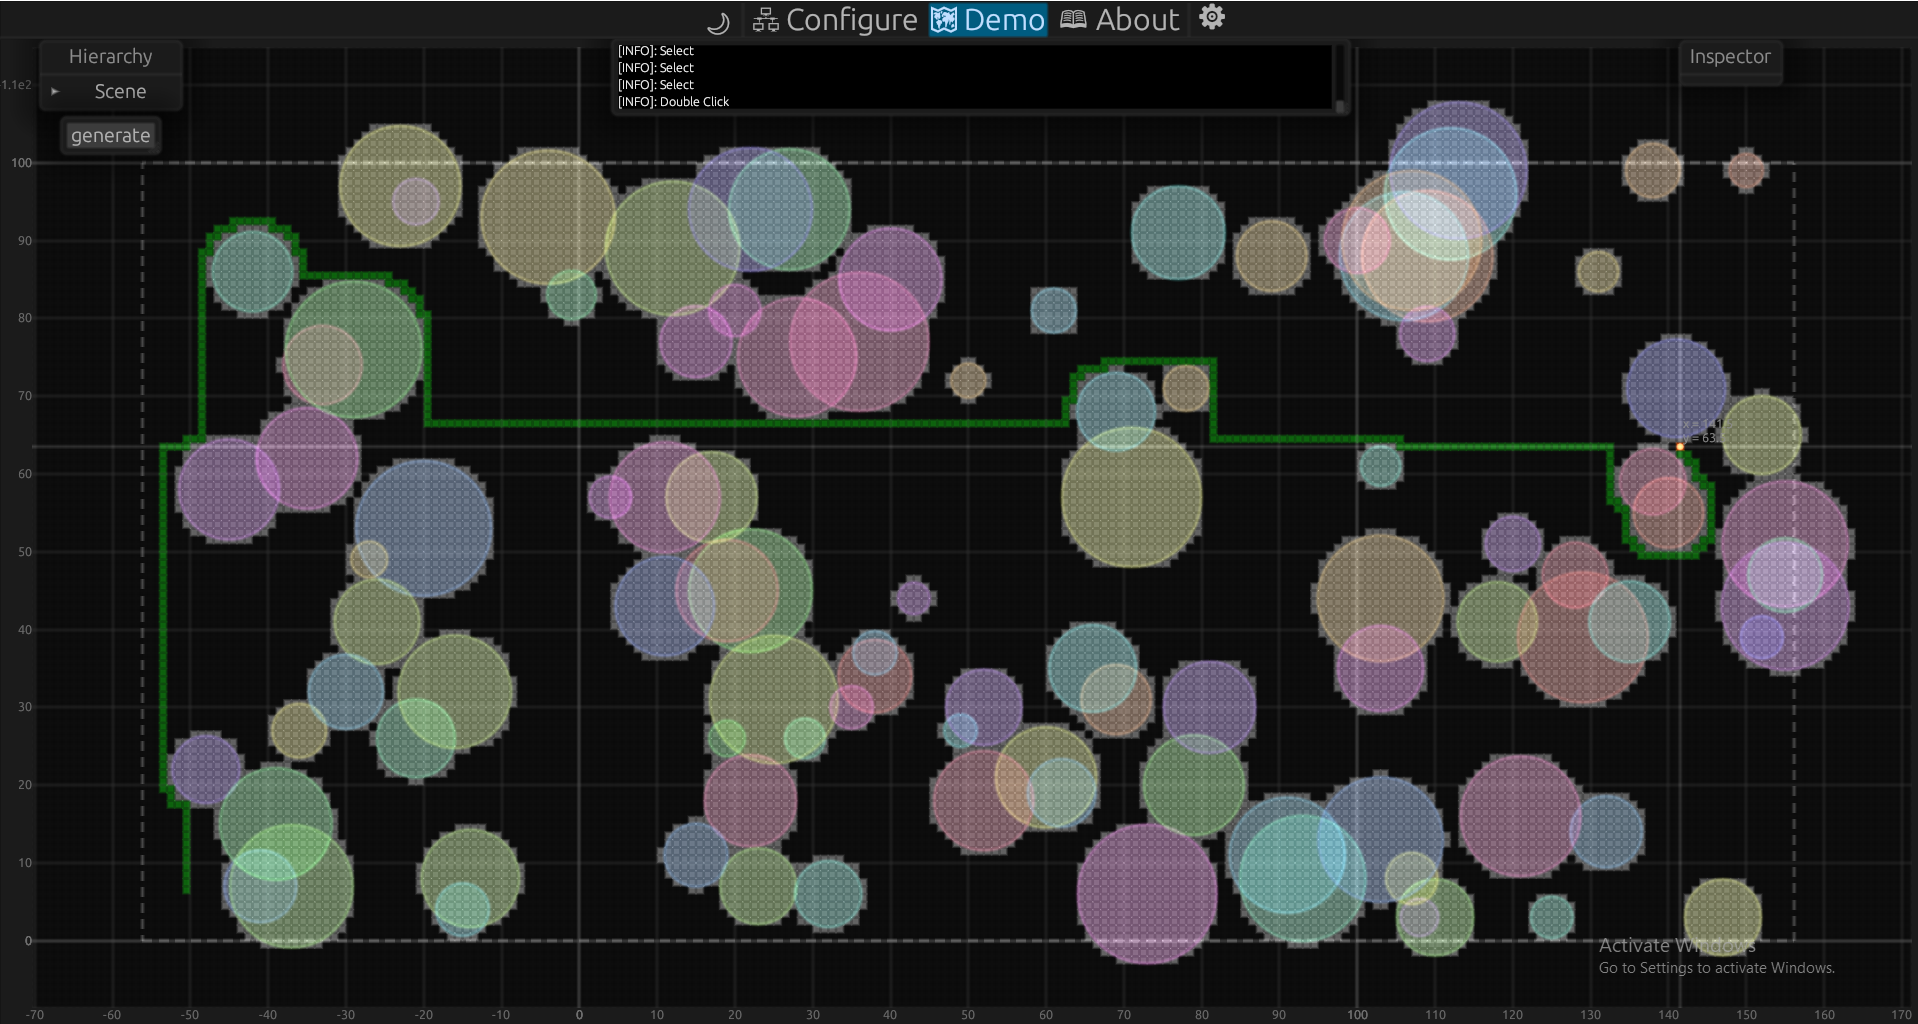 Configure Demo About
Hierarchy
Scene
generate
[INFO]: Select
[INFO]: Select
[INFO]: Select
[INFO]: Double Click
Inspector
1.1e2
100
90
80
70
60
50
40
30
20
10
0
= 63.
Activate Windows
Go to Settings to activate Windows.
-70 -60 -50 -40 -30 -20 -10 0 10 20 30 40 50 60 70 80 90 100 110 120 130 140 150 160 170